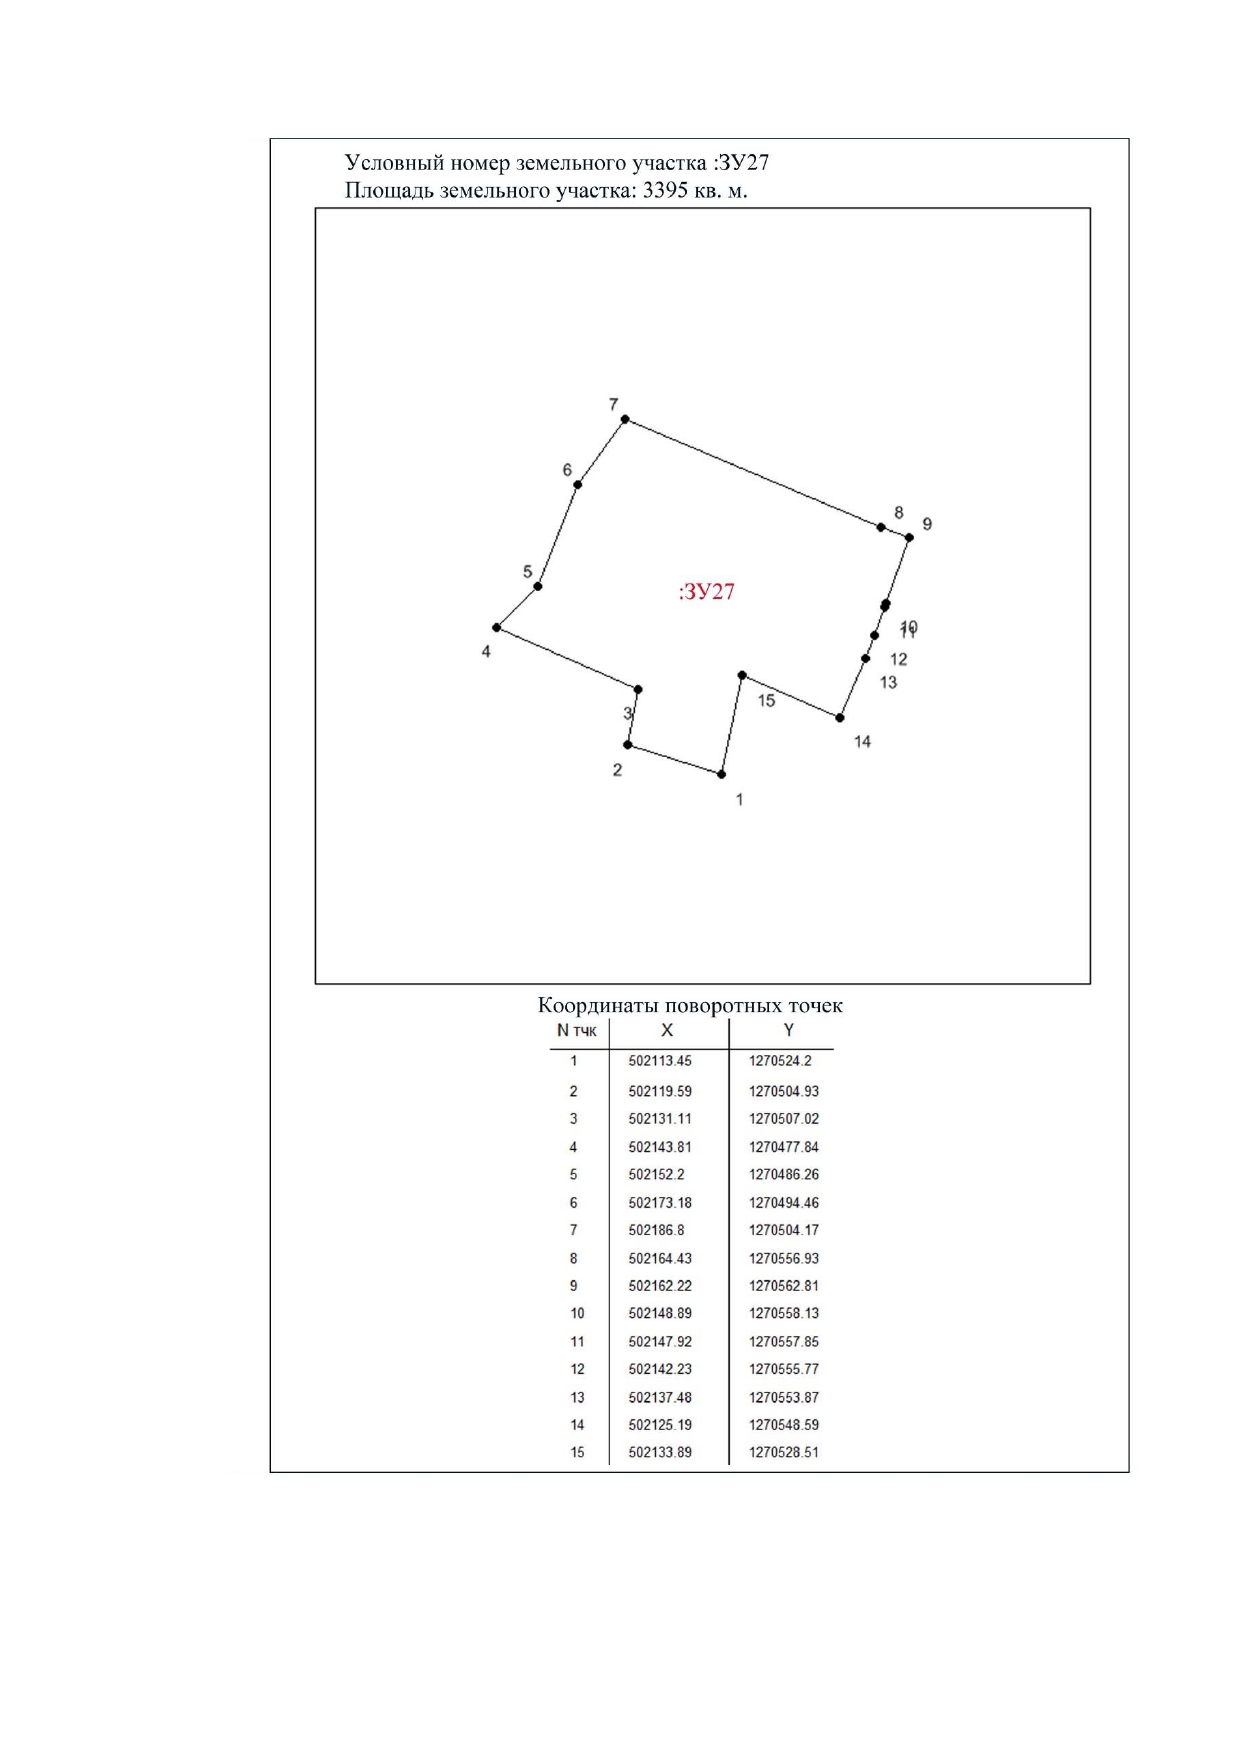 Условный номер земельного участка :ЗУ27
Площадь земельного участка: 3395 кв. м.
7
6
8
9
5
:ЗУ27
10
11
4
12
13
15
3
14
2
1
Координаты поворотных точек
N тчк X Y
1 502113.45 1270524.2
2 502119.59 1270504.93
3 502131.11 1270507.02
4 502143.81 1270477.84
5 502152.2 1270486.26
6 502173.18 1270494.46
7 502186.8 1270504.17
8 502164.43 1270556.93
9 502162.22 1270562.81
10 502148.89 1270558.13
11 502147.92 1270557.85
12 502142.23 1270555.77
13 502137.48 1270553.87
14 502125.19 1270548.59
15 502133.89 1270528.51